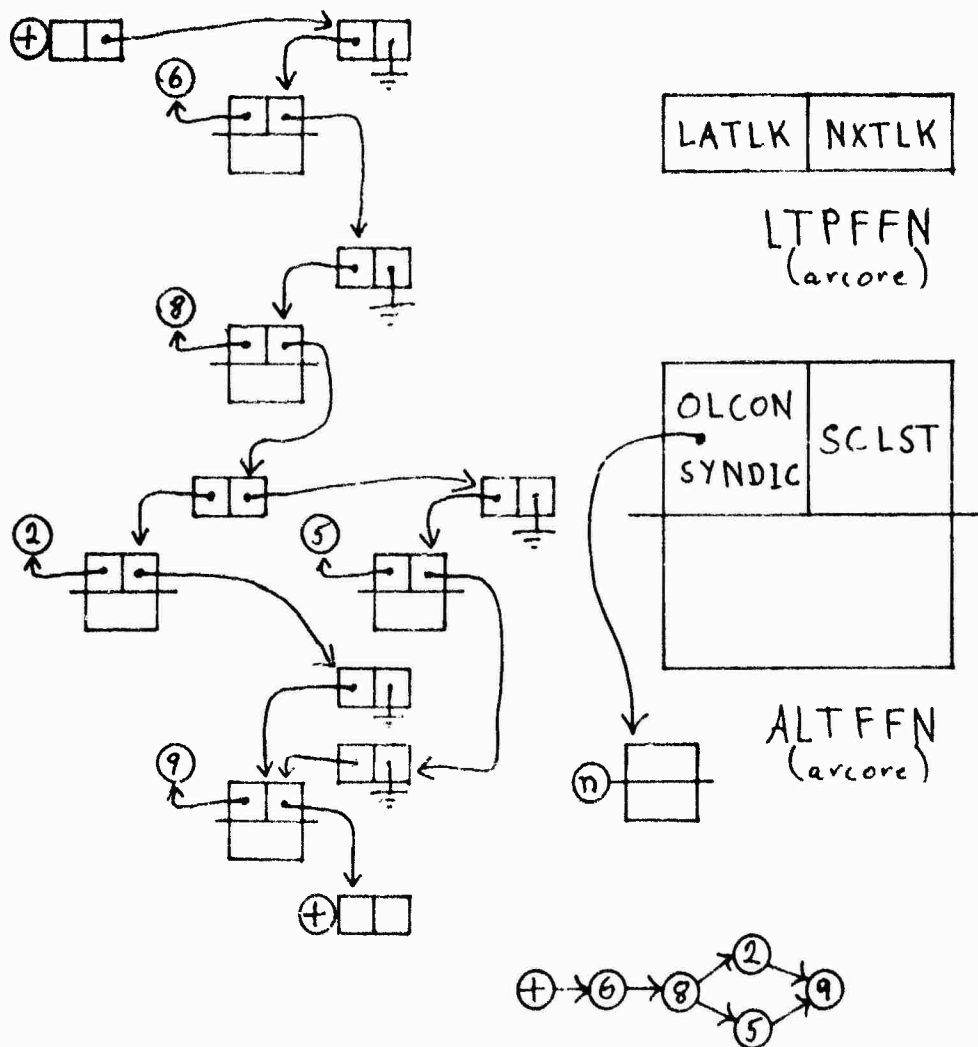 +
6
LATLK NXTLK
LTPFFN
(arcore)
8
OLCON
SYNDIC
SCLST
2
5
ALTFFN
(arcore)
9
n
+
+ 6 8 2 5 9